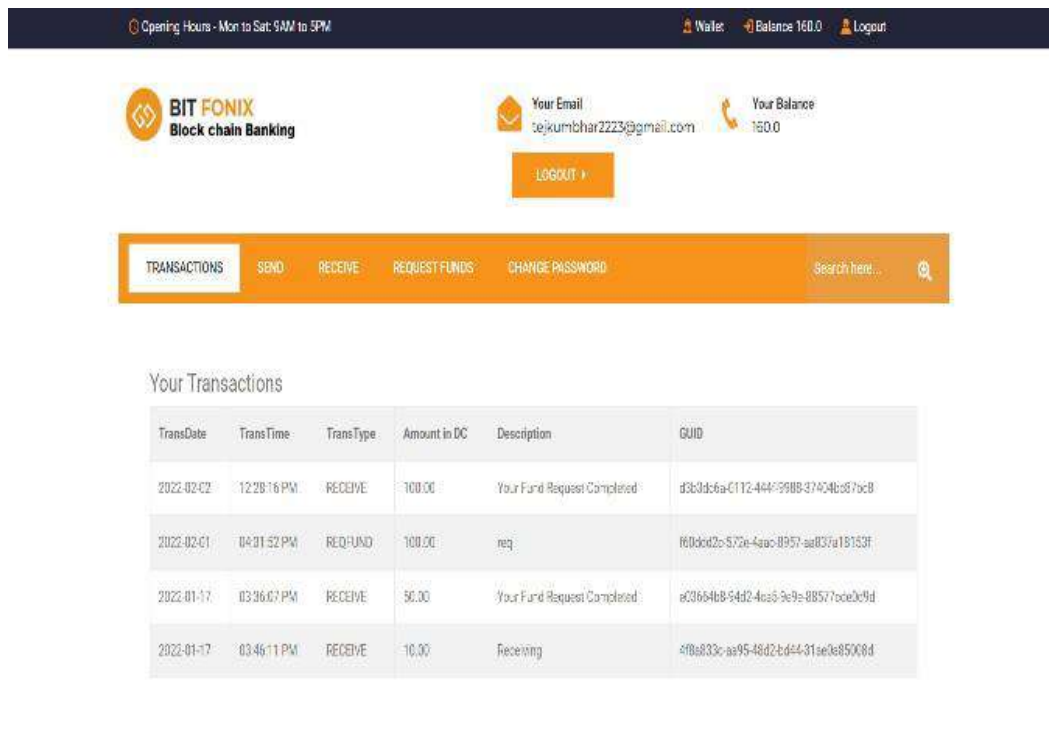 Opening Hours - Mon to Sat: 9AM to 5PM Wallet Balance 160.0 Logout
BIT FONIX
Block chain Banking
Your Email
tejkumbhar2223@gmail.com
Your Balance
160.0
LOGOUT
TRANSACTIONS SEND RECEIVE REQUEST FUNDS CHANGE PASSWORD Search here...
Your Transactions
TransDate TransTime TransType Amount in DC Description GUID
2022-02-02 12:28:16 PM RECEIVE 100.00 Your Fund Request Completed
2022-02-01 04:31:52 PM REQFUND 100.00 req
2022-01-17 03:36:07 PM RECEIVE 50.00 Your Fund Request Completed
2022-01-17 03:46:11 PM RECEIVE 10.00 Receiving